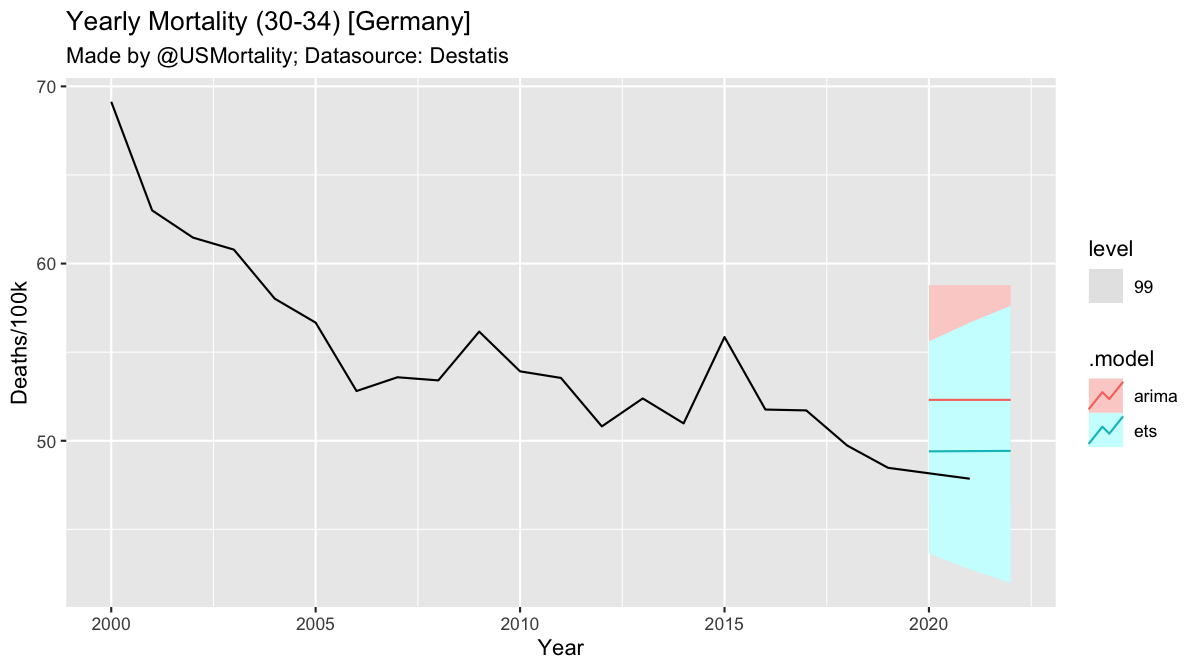 Yearly Mortality (30-34) [Germany]
Made by @USMortality; Datasource: Destatis
Deaths/100k
70
60
50
2000
2005
2010
2015
2020
Year
level
99
.model
arima
ets